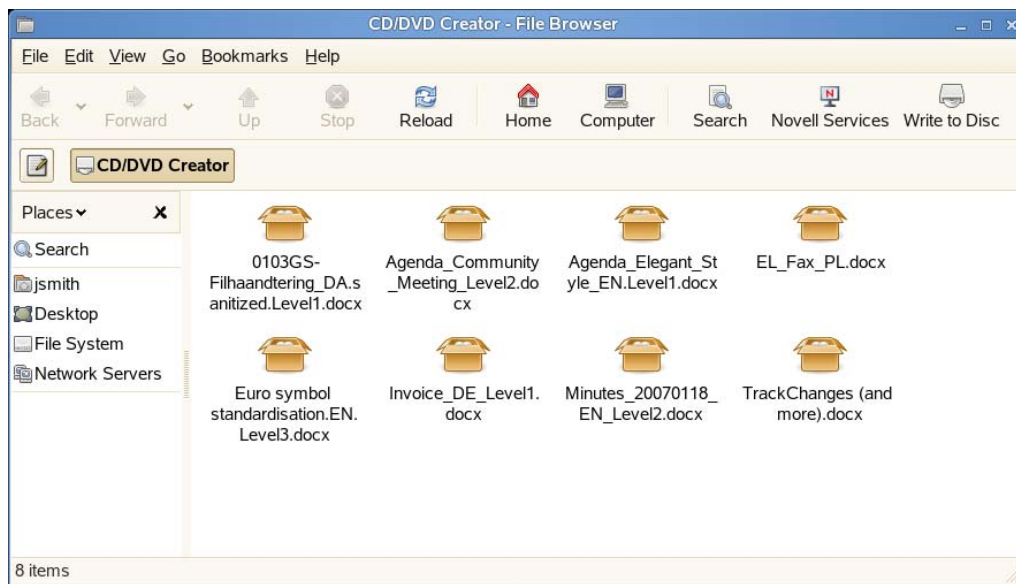 CD/DVD Creator - File Browser
File Edit View Go Bookmarks Help
Back Forward Up Stop Reload Home Computer Search Novell Services Write to Disc
CD/DVD Creator
Places
Search
jsmith
Desktop
File System
Network Servers
0103GS-
Filhaandtering_DA.s
anitized.Level1.docx
Agenda_Community
_Meeting_Level2.do
cx
Agenda_Elegant_St
yle_EN.Level1.docx
EL_Fax_PL.docx
Euro symbol
standardisation.EN.
Level3.docx
Invoice_DE_Level1.
docx
Minutes_20070118_
EN_Level2.docx
TrackChanges (and
more).docx
8 items